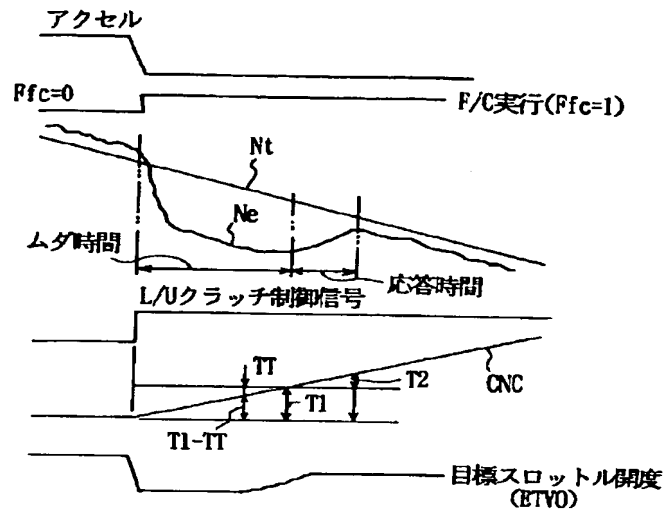 アクセル
Ffc=0
F/C実行(Ffc=1)
Nt
Ne
ムダ時間
応答時間
L/Uクラッチ制御信号
TT
T2
CNC
T1
T1-TT
目標スロットル開度
(ETVO)